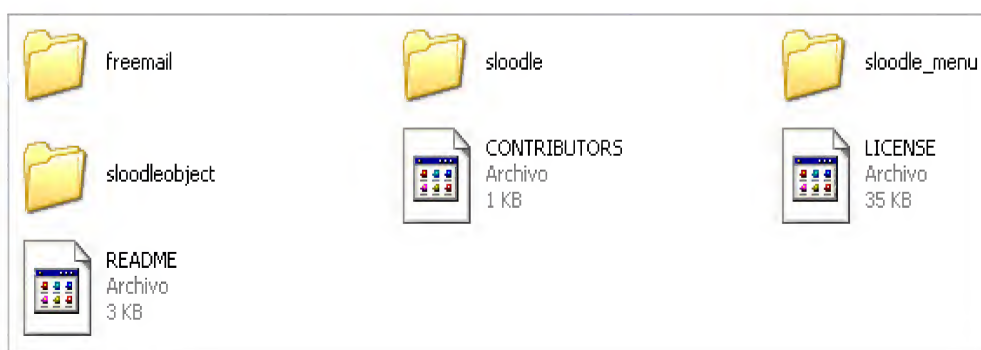 freemail
sloodle
sloodle_menu
sloodleobject
CONTRIBUTORS
Archivo
1 KB
LICENSE
Archivo
35 KB
README
Archivo
3 KB